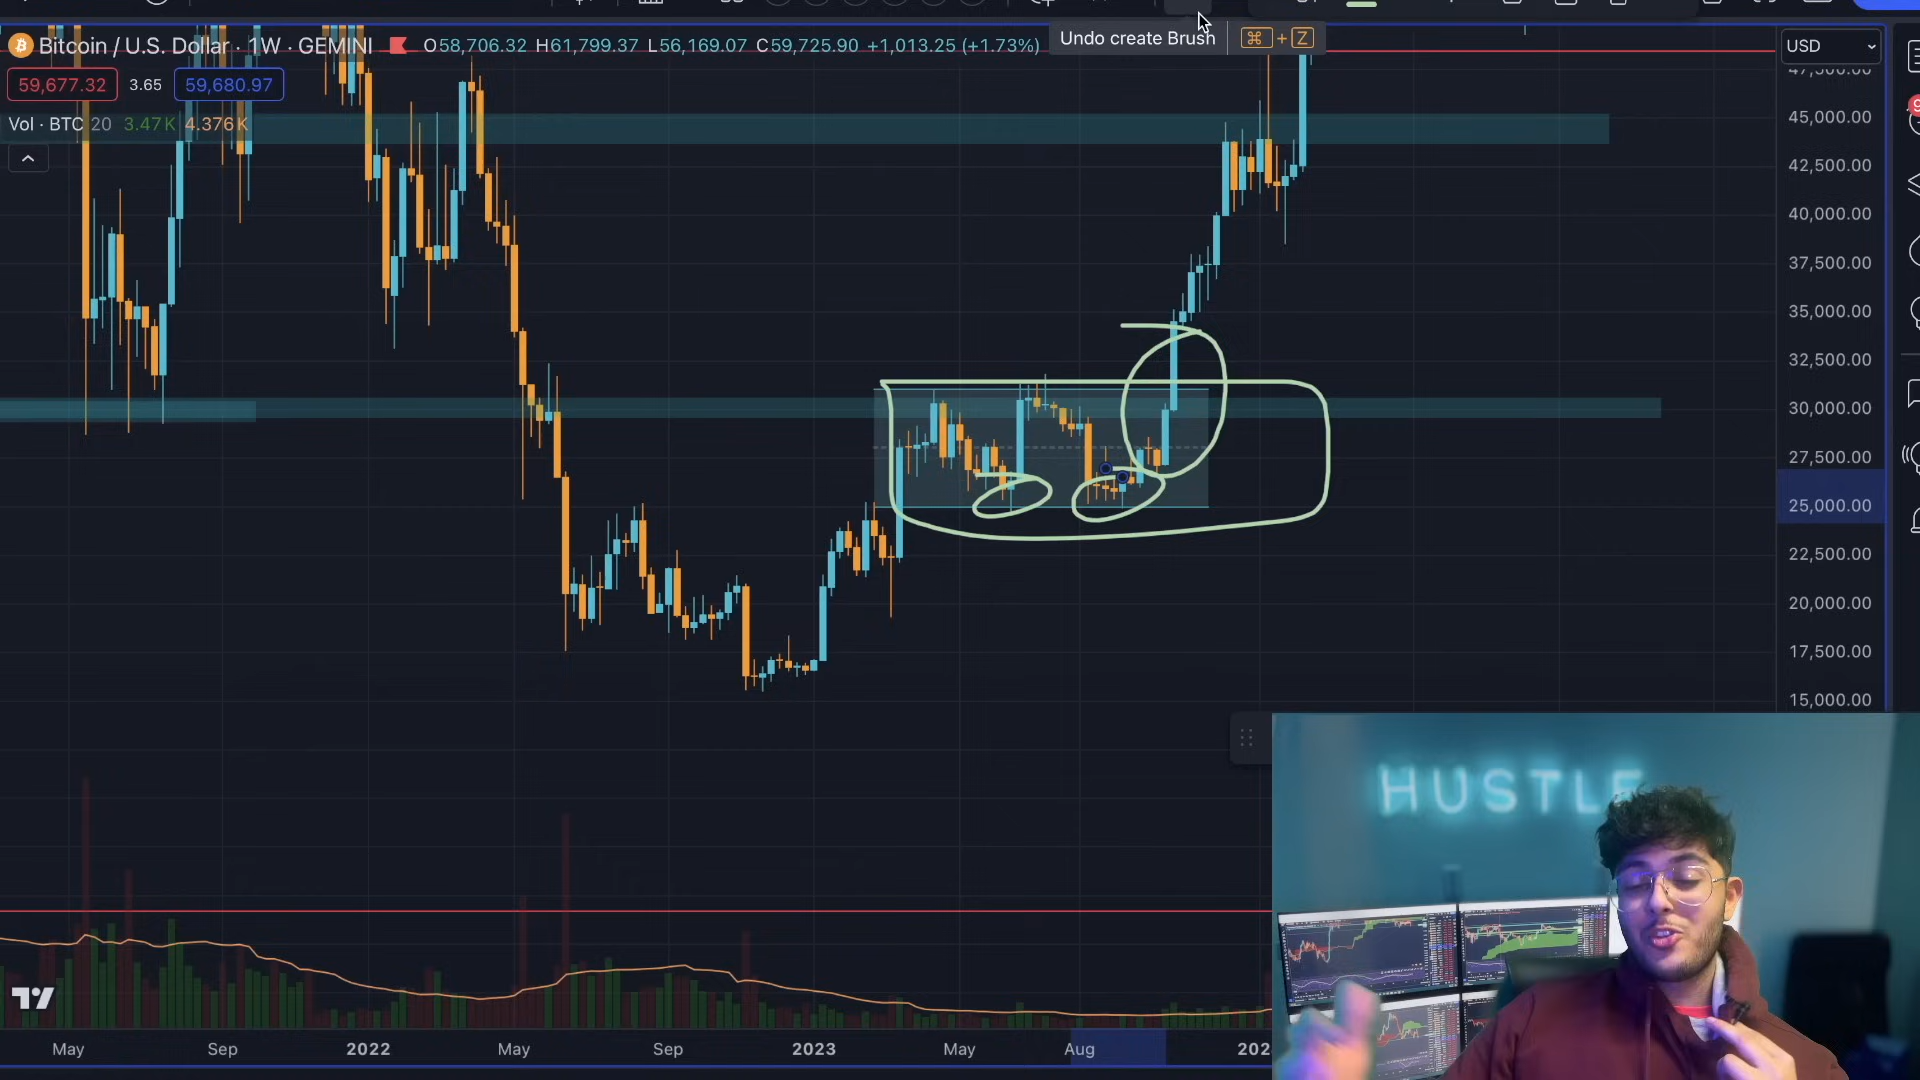 Undo create Brush ⌘ + Z
Bitcoin / U.S. Dollar · 1W · GEMINI O58,706.32 H61,799.37 L56,169.07 C59,725.90 +1,013.25 (+1.73%)
USD
59,677.32 3.65 59,680.97
Vol · BTC 20 3.47K 4.376K
47,500.00
45,000.00
42,500.00
40,000.00
37,500.00
35,000.00
32,500.00
30,000.00
27,500.00
25,000.00
22,500.00
20,000.00
17,500.00
15,000.00
HUSTLE
May Sep 2022 May Sep 2023 May Aug